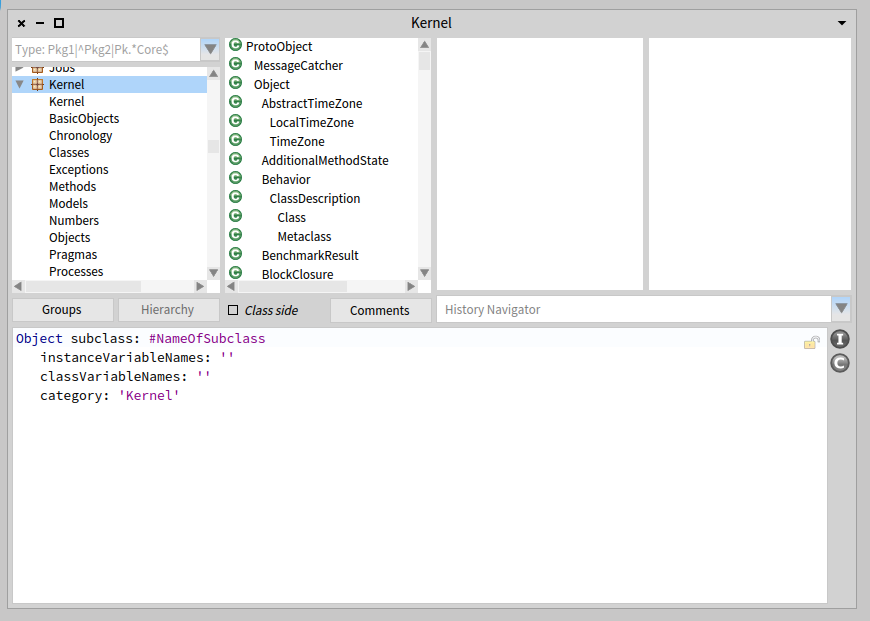 Kernel
Type: Pkg1|^Pkg2|Pk.*Core$
Jobs
Kernel
Kernel
BasicObjects
Chronology
Classes
Exceptions
Methods
Models
Numbers
Objects
Pragmas
Processes
C ProtoObject
C MessageCatcher
C Object
C AbstractTimeZone
C LocalTimeZone
C TimeZone
C AdditionalMethodState
C Behavior
C ClassDescription
C Class
C Metaclass
C BenchmarkResult
C BlockClosure
Groups
Hierarchy
Class side
Comments
History Navigator
Object subclass: #NameOfSubclass
instanceVariableNames: ''
classVariableNames: ''
category: 'Kernel'
I
C